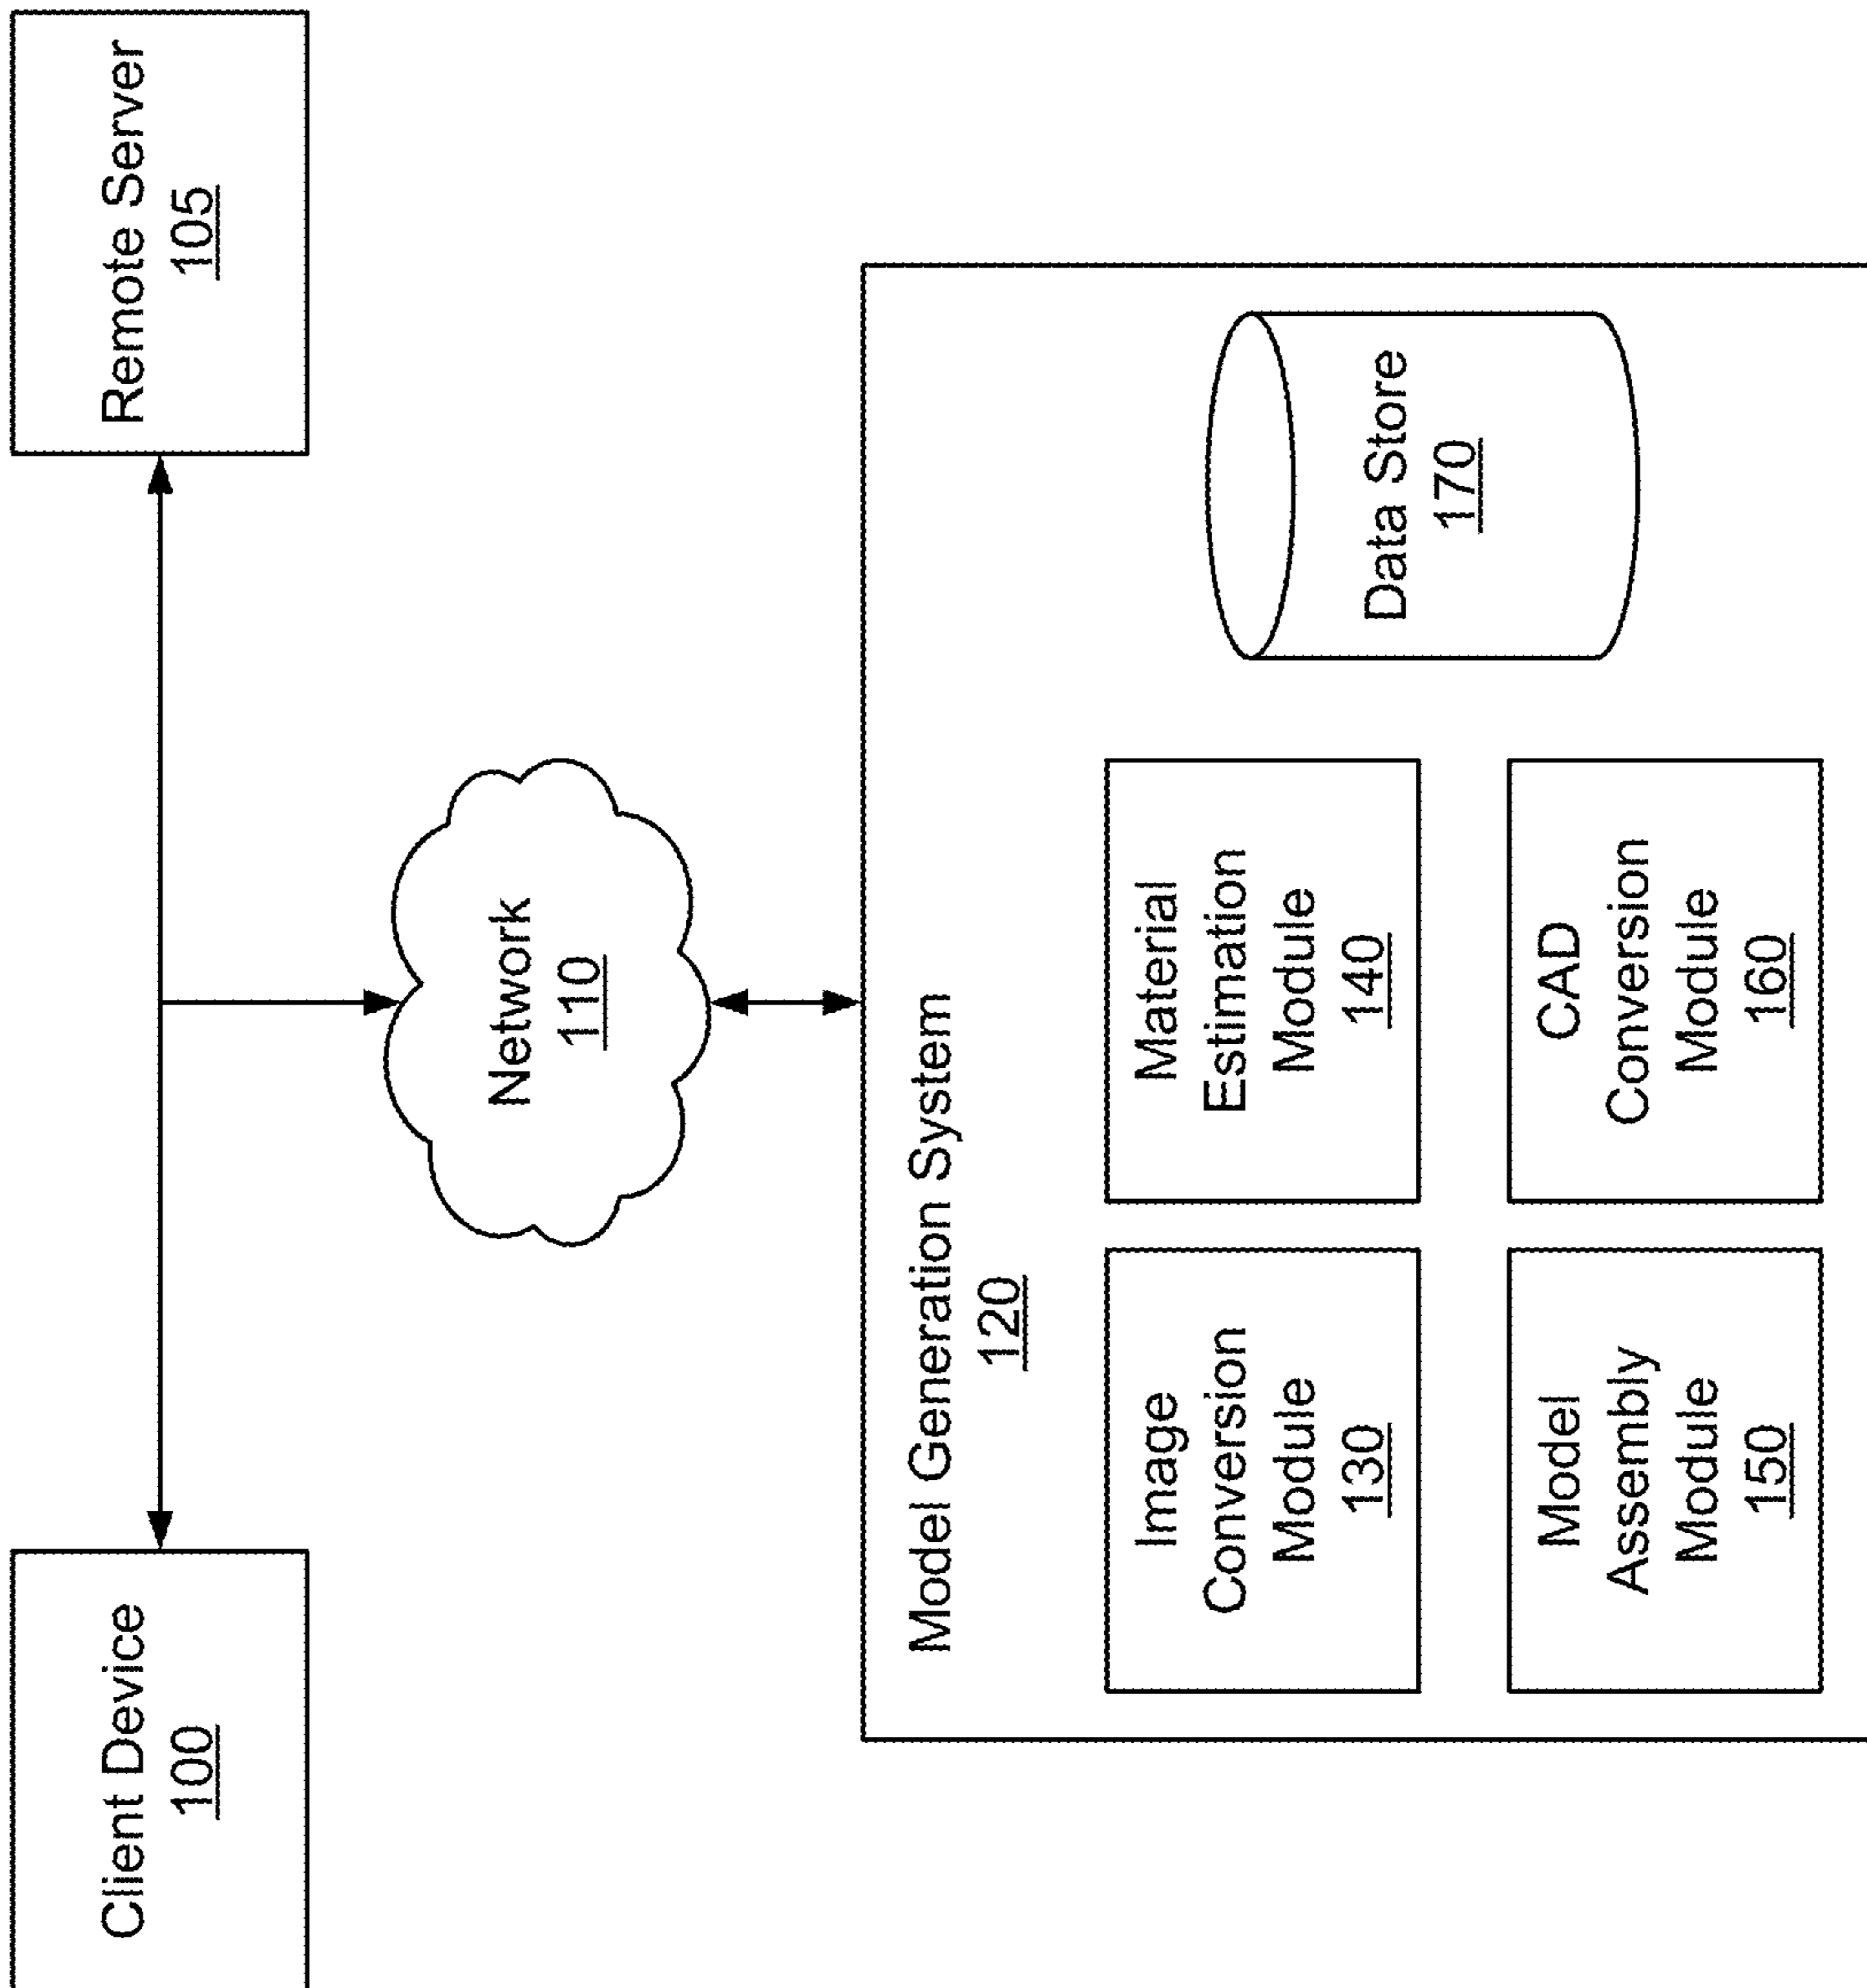 Client Device
100
Remote Server
105
Network
110
Model Generation System
120
Image
Conversion
Module
130
Material
Estimation
Module
140
Model
Assembly
Module
150
CAD
Conversion
Module
160
Data Store
170